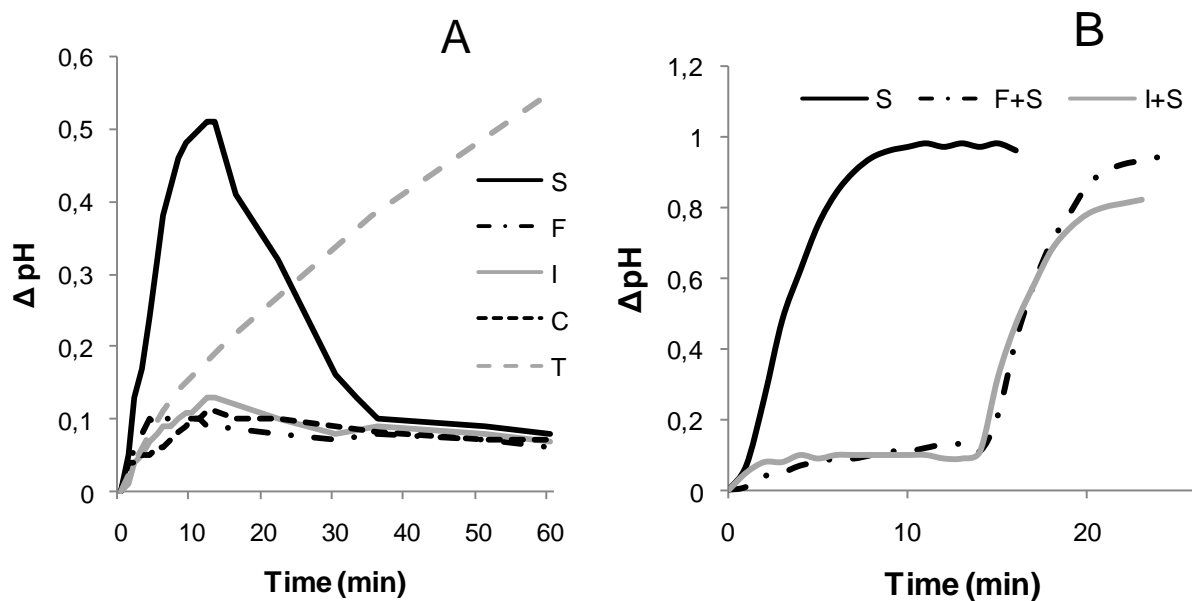 A
0,6
0,5
0,4
0,3
0,2
0,1
0
Δ pH
0 10 20 30 40 50 60
Time (min)
S
F
I
C
T
B
1,2
1
0,8
0,6
0,4
0,2
0
ΔpH
0 10 20
Time (min)
S F+S I+S